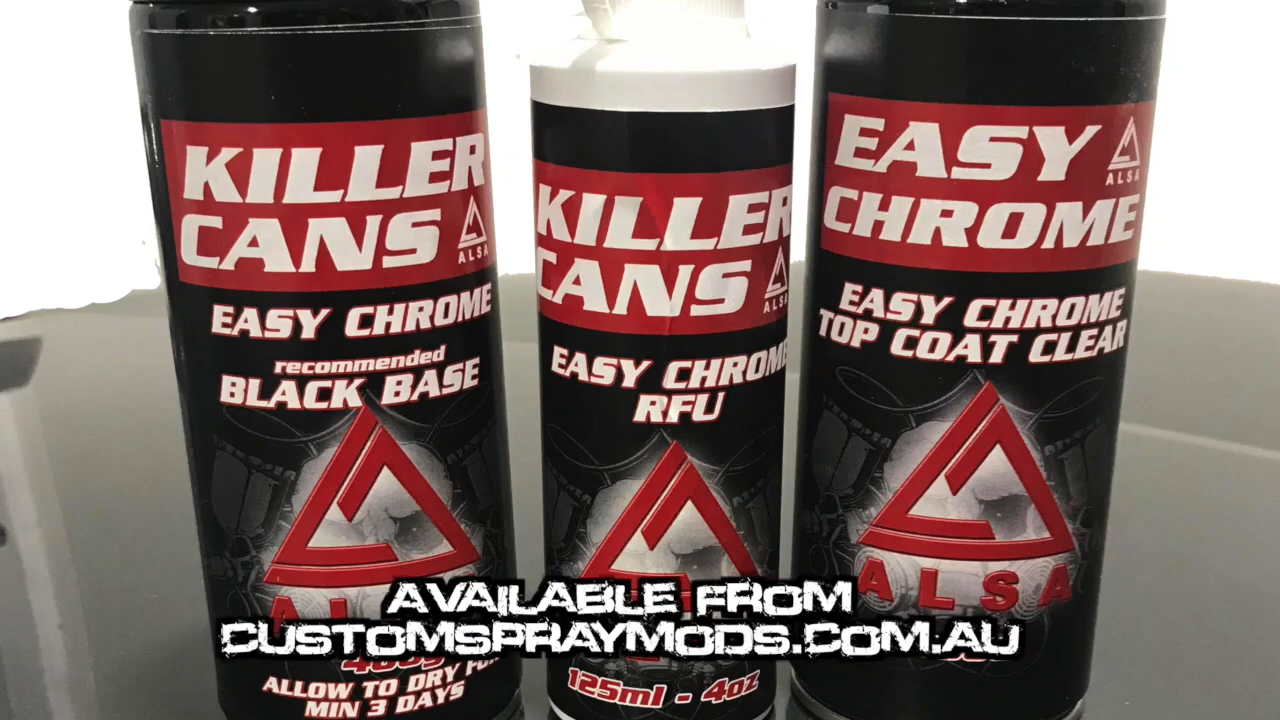 KILLER
CANS
ALSA
EASY CHROME
recommended
BLACK BASE
400g
ALLOW TO DRY FOR
MIN 3 DAYS
KILLER
CANS
ALSA
EASY CHROME
RFU
125ml - 4oz
EASY
CHROME
ALSA
EASY CHROME
TOP COAT CLEAR
ALSA
AVAILABLE FROM
CUSTOMSPRAYMODS.COM.AU